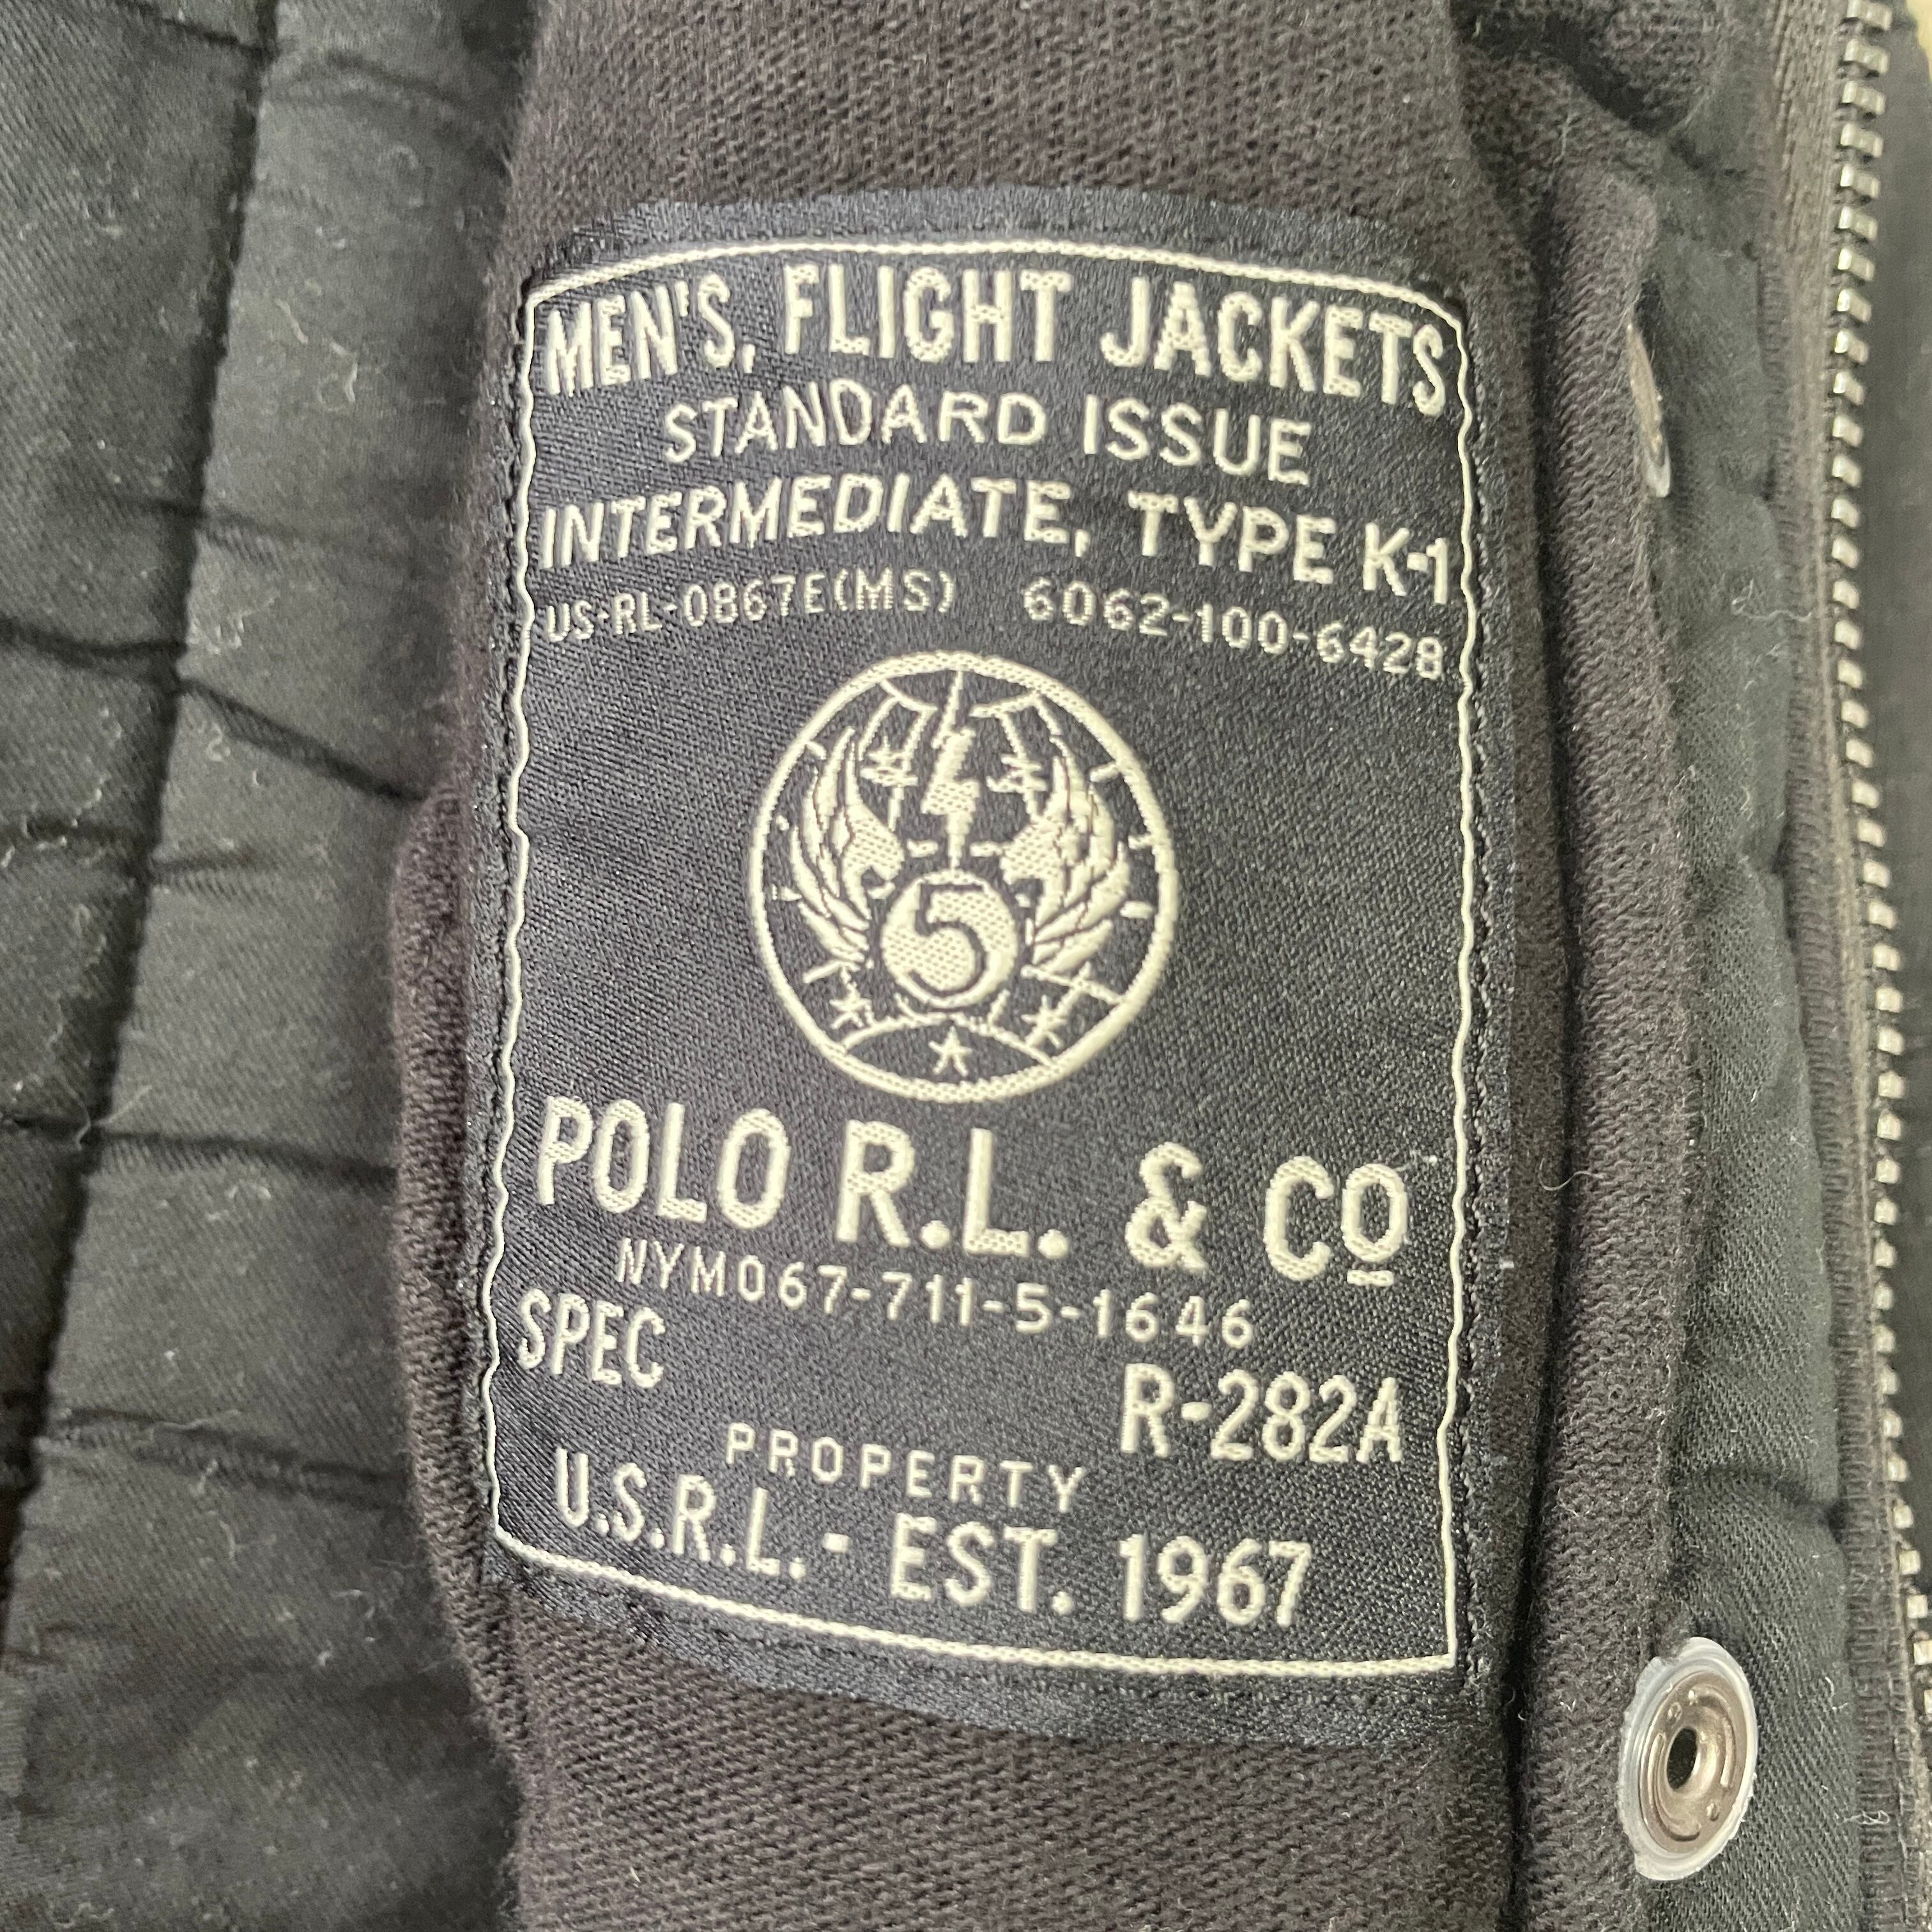 MEN'S, FLIGHT JACKETS
STANDARD ISSUE
INTERMEDIATE, TYPE K-1
US-RL-0867E(MS) 6062-100-6428
5
POLO R.L. & CO
NYM067-711-5-1646
SPEC R-282A
PROPERTY
U.S.R.L. - EST. 1967